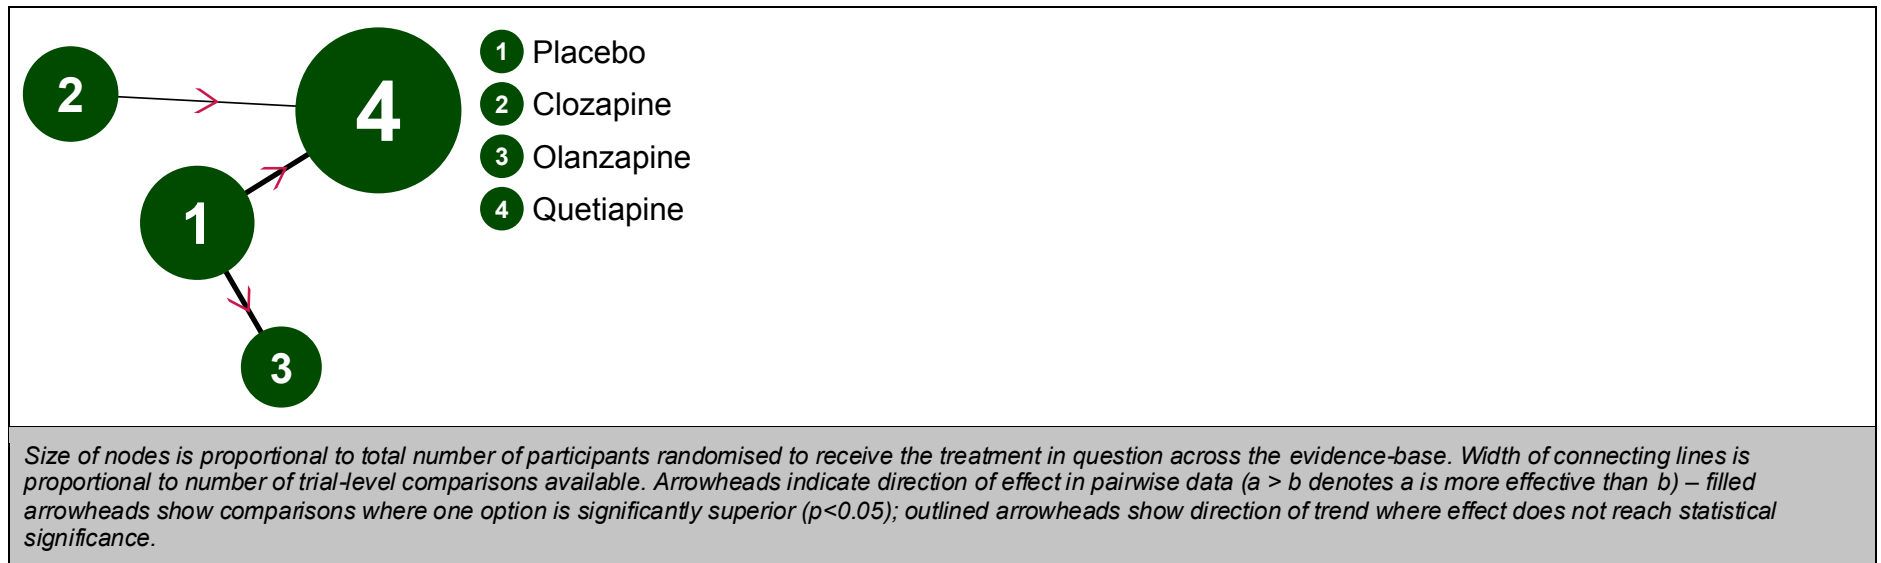 2
4
1
3
1 Placebo
2 Clozapine
3 Olanzapine
4 Quetiapine
Size of nodes is proportional to total number of participants randomised to receive the treatment in question across the evidence-base. Width of connecting lines is
proportional to number of trial-level comparisons available. Arrowheads indicate direction of effect in pairwise data (a > b denotes a is more effective than b) – filled
arrowheads show comparisons where one option is significantly superior (p<0.05); outlined arrowheads show direction of trend where effect does not reach statistical
significance.